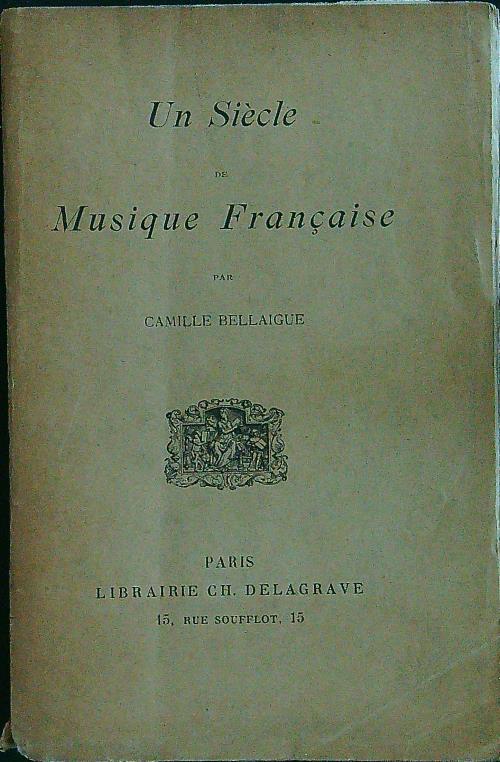 Un Siècle
DE
Musique Française
PAR
CAMILLE BELLAIGUE
PARIS
LIBRAIRIE CH. DELAGRAVE
15, RUE SOUFFLOT, 15